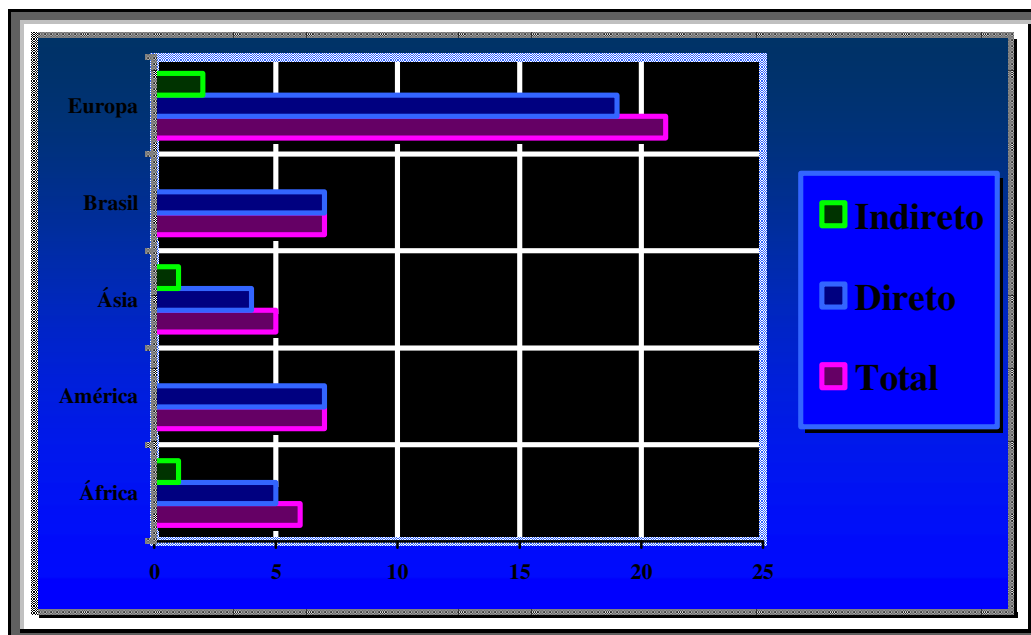 Europa
Brasil
Ásia
América
África
0 5 10 15 20 25
Indireto
Direto
Total